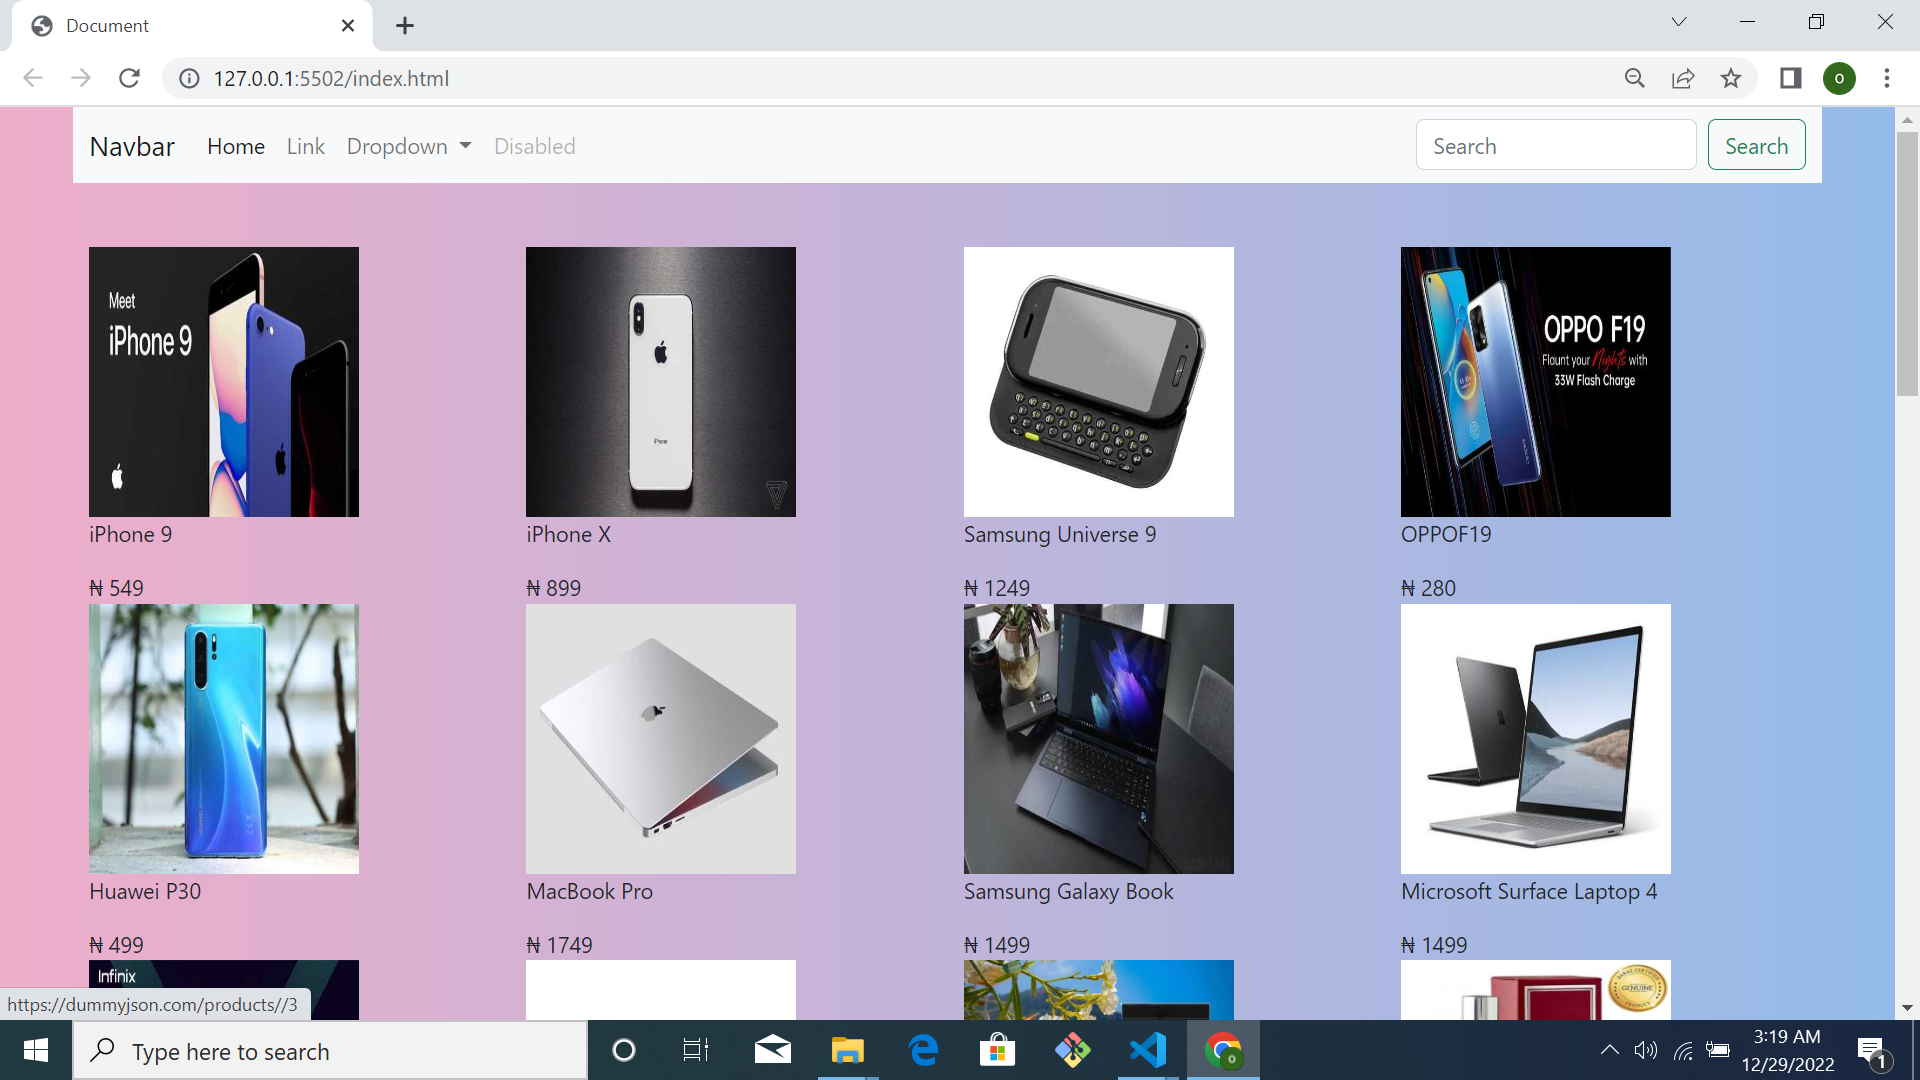 Document
127.0.0.1:5502/index.html
O
Navbar Home Link Dropdown Disabled Search Search
Meet
iPhone 9
iPhone
OPPO F19
Flaunt your Nights with
33W Flash Charge
iPhone 9 iPhone X Samsung Universe 9 OPPOF19
₦ 549 ₦ 899 ₦ 1249 ₦ 280
Huawei P30 MacBook Pro Samsung Galaxy Book Microsoft Surface Laptop 4
₦ 499 ₦ 1749 ₦ 1499 ₦ 1499
Infinix
GENUINE
https://dummyjson.com/products//3
Type here to search
3:19 AM
12/29/2022
1